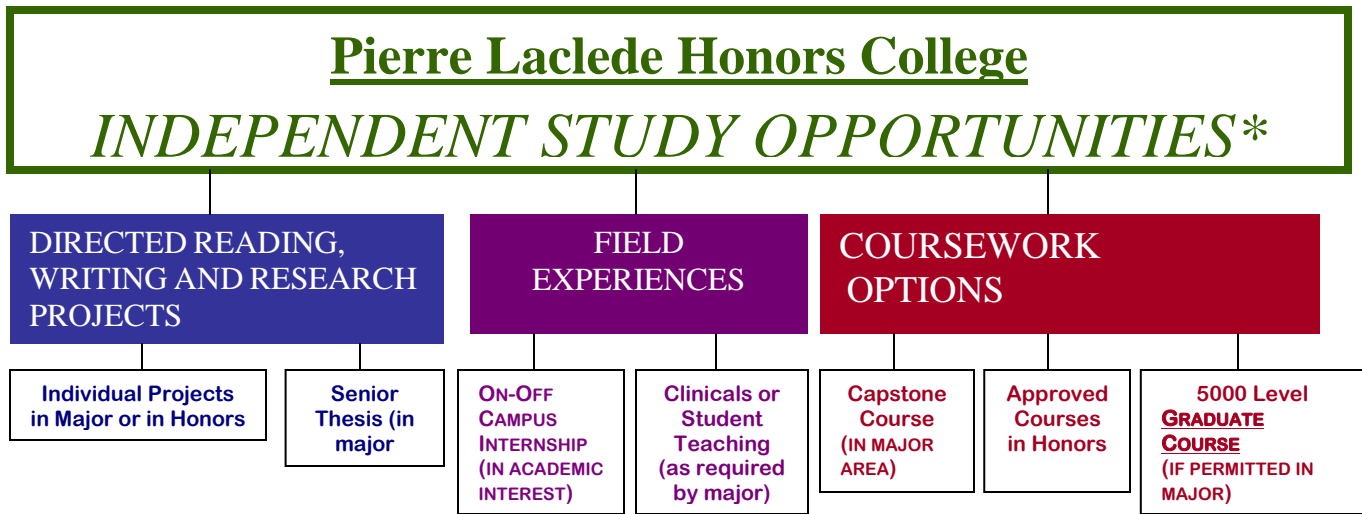 Pierre Laclede Honors College
INDEPENDENT STUDY OPPORTUNITIES*
DIRECTED READING,
WRITING AND RESEARCH
PROJECTS
FIELD
EXPERIENCES
COURSEWORK
OPTIONS
Individual Projects
in Major or in Honors
Senior
Thesis (in
major
ON-OFF
CAMPUS
INTERNSHIP
(IN ACADEMIC
INTEREST)
Clinicals or
Student
Teaching
(as required
by major)
Capstone
Course
(IN MAJOR
AREA)
Approved
Courses
in Honors
5000 Level
GRADUATE
COURSE
(IF PERMITTED IN
MAJOR)